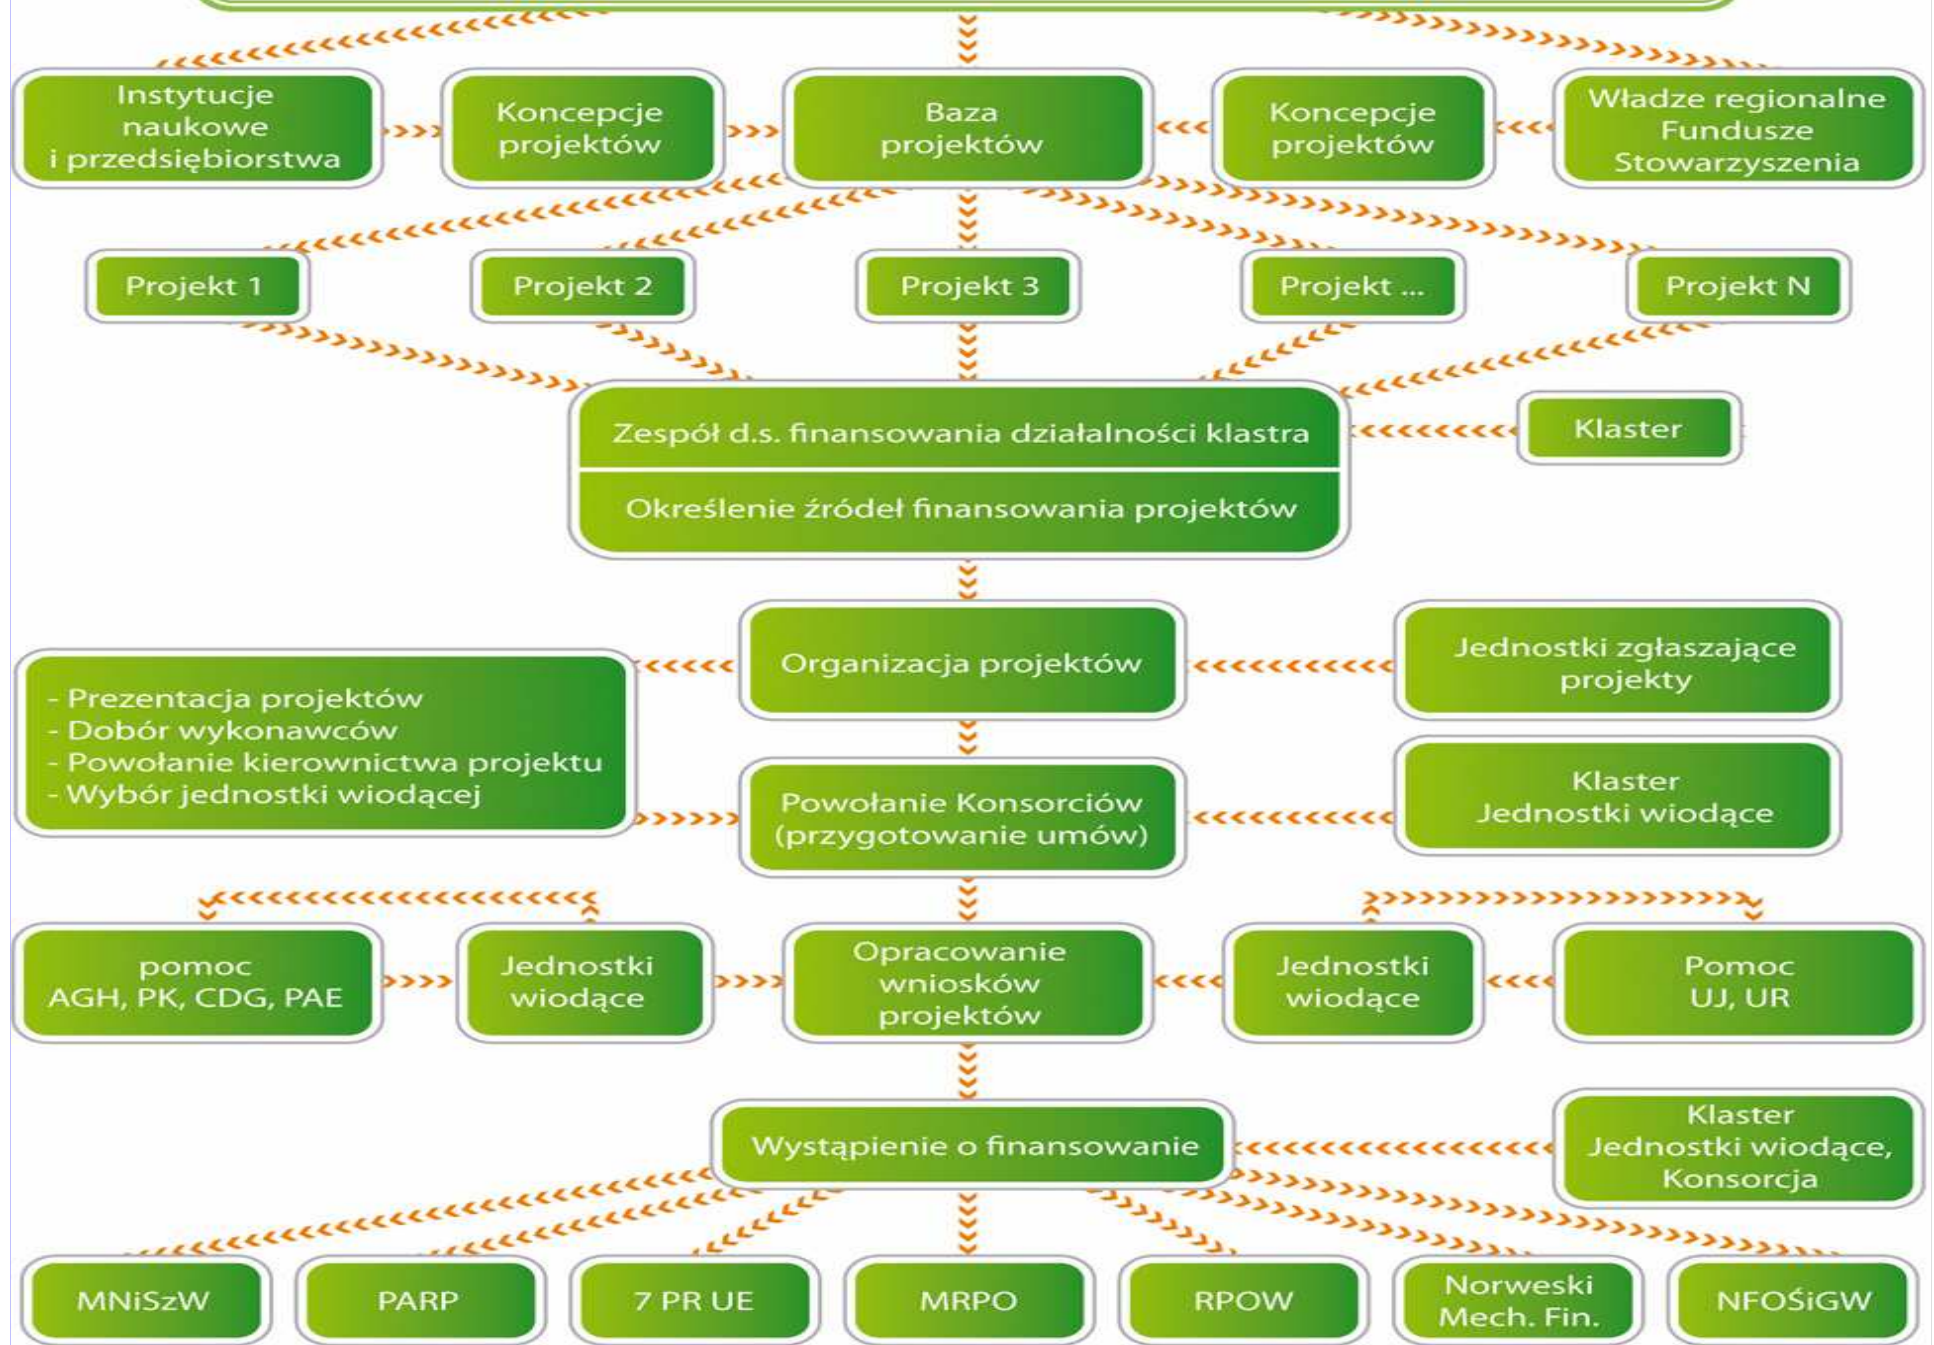 Instytucje
naukowe
i przedsiębiorstwa
Koncepcje
projektów
Baza
projektów
Koncepcje
projektów
Władze regionalne
Fundusze
Stowarzyszenia
Projekt 1
Projekt 2
Projekt 3
Projekt ...
Projekt N
Zespół d.s. finansowania działalności klastra
Klaster
Określenie źródeł finansowania projektów
Organizacja projektów
Jednostki zgłaszające
projekty
- Prezentacja projektów
- Dobór wykonawców
- Powołanie kierownictwa projektu
- Wybór jednostki wiodącej
Powołanie Konsorciów
(przygotowanie umów)
Klaster
Jednostki wiodące
pomoc
AGH, PK, CDG, PAE
Jednostki
wiodące
Opracowanie
wniosków
projektów
Jednostki
wiodące
Pomoc
UJ, UR
Wystąpienie o finansowanie
Klaster
Jednostki wiodące,
Konsorcja
MNiSzW
PARP
7 PR UE
MRPO
RPOW
Norweski
Mech. Fin.
NFOŚiGW